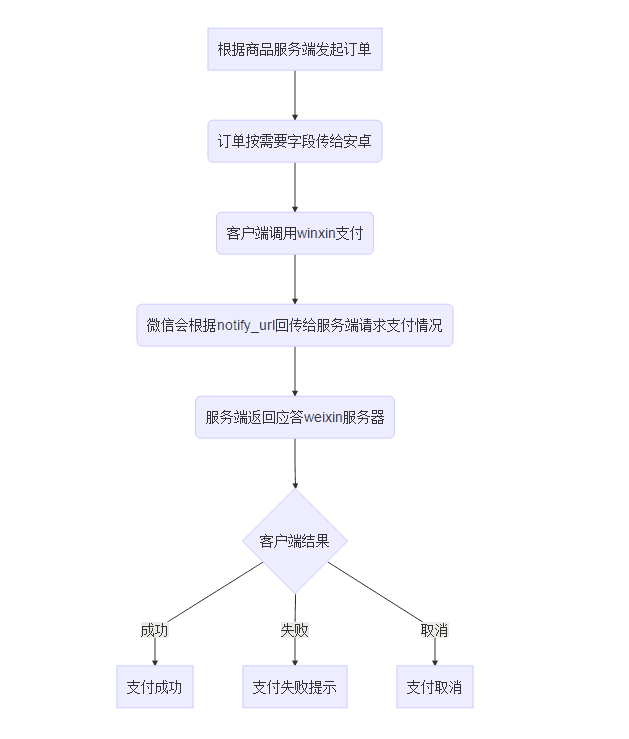 根据商品服务端发起订单
订单按需要字段传给安卓
客户端调用winxin支付
微信会根据notify_url回传给服务端请求支付情况
服务端返回应答weixin服务器
客户端结果
成功
失败
取消
支付成功
支付失败提示
支付取消